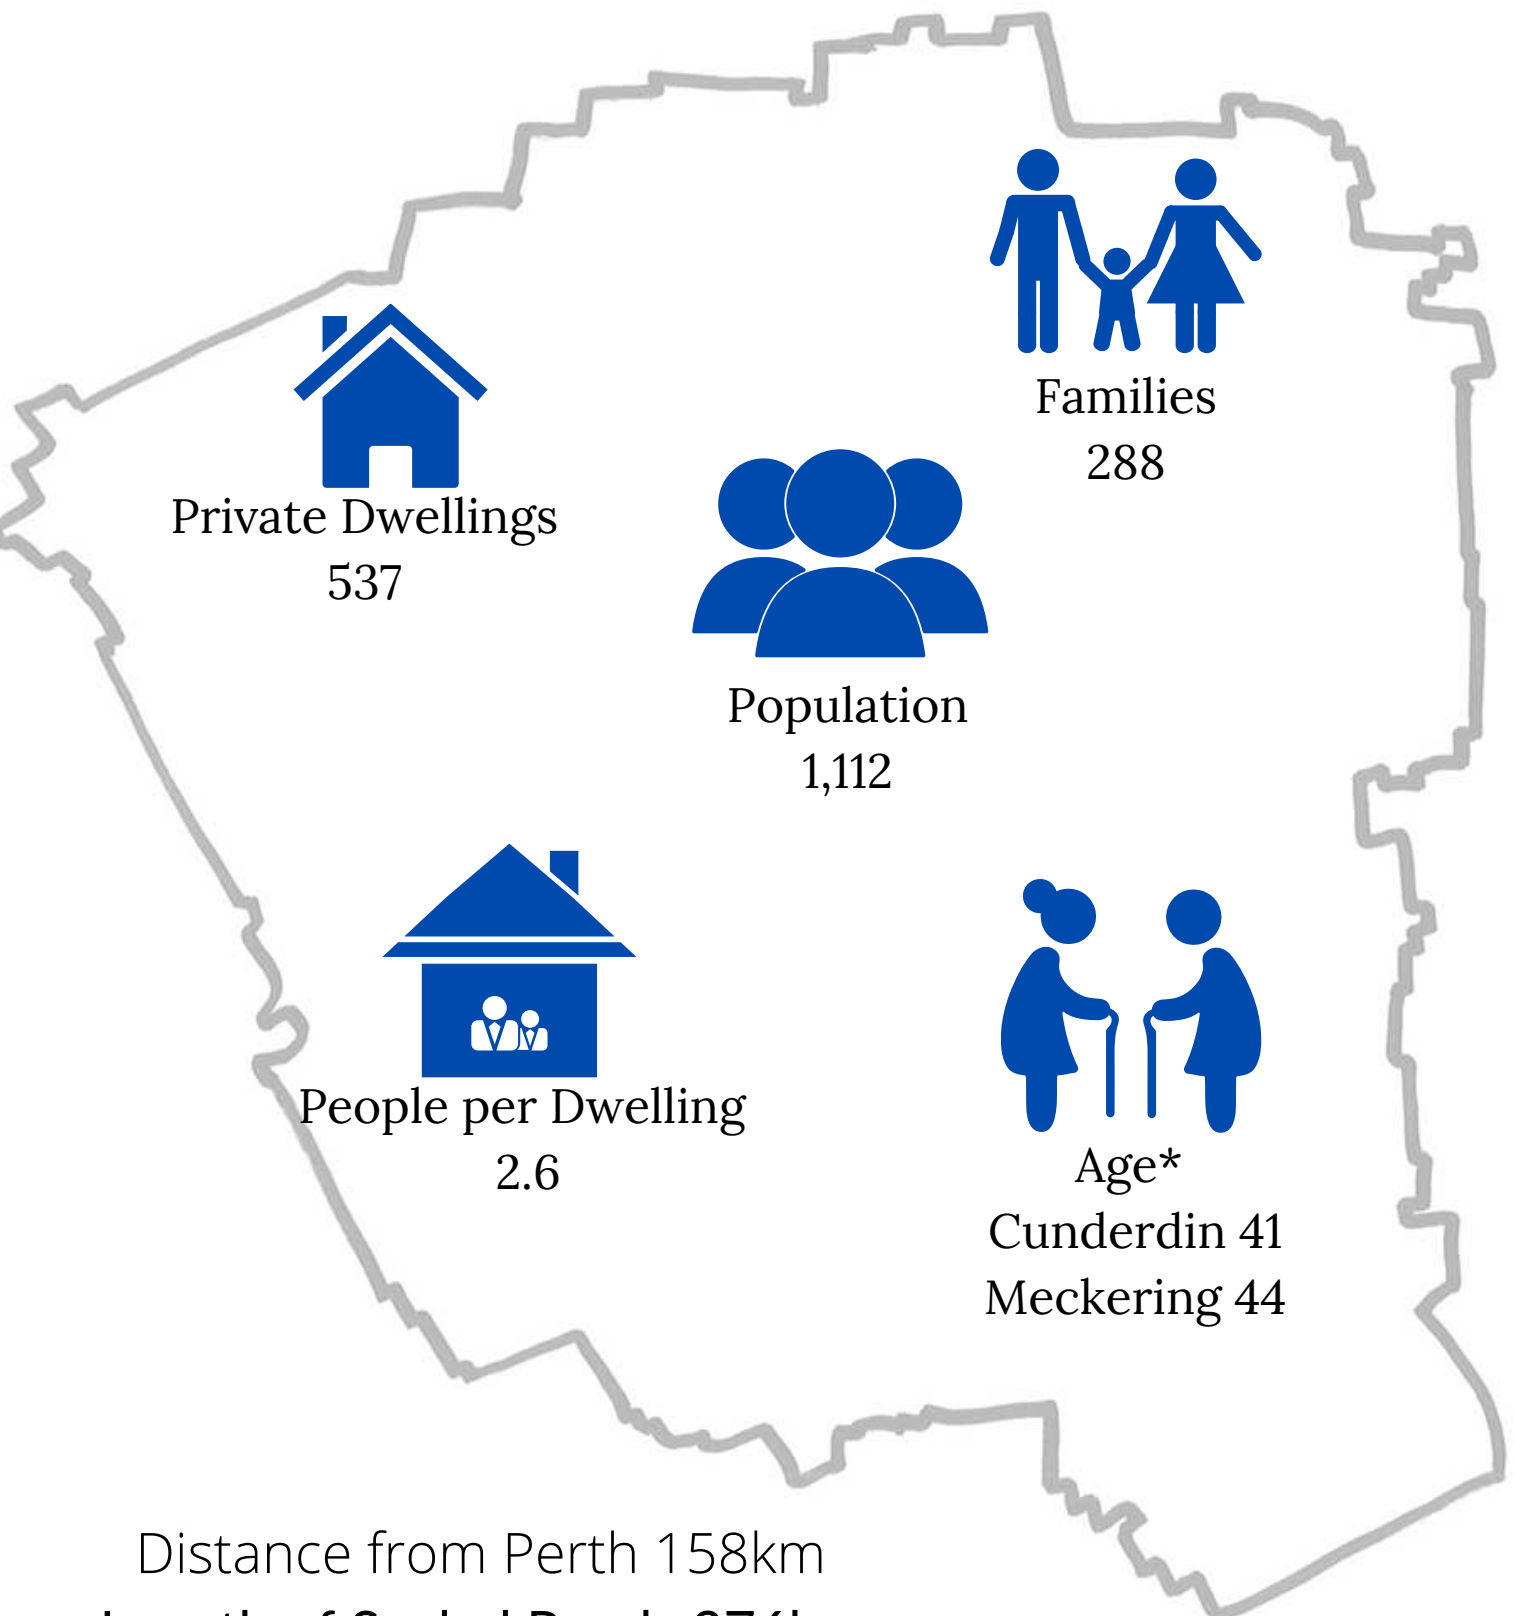 Families
288
Private Dwellings
537
Population
1,112
People per Dwelling
2.6
Age*
Cunderdin 41
Meckering 44
Distance from Perth 158km